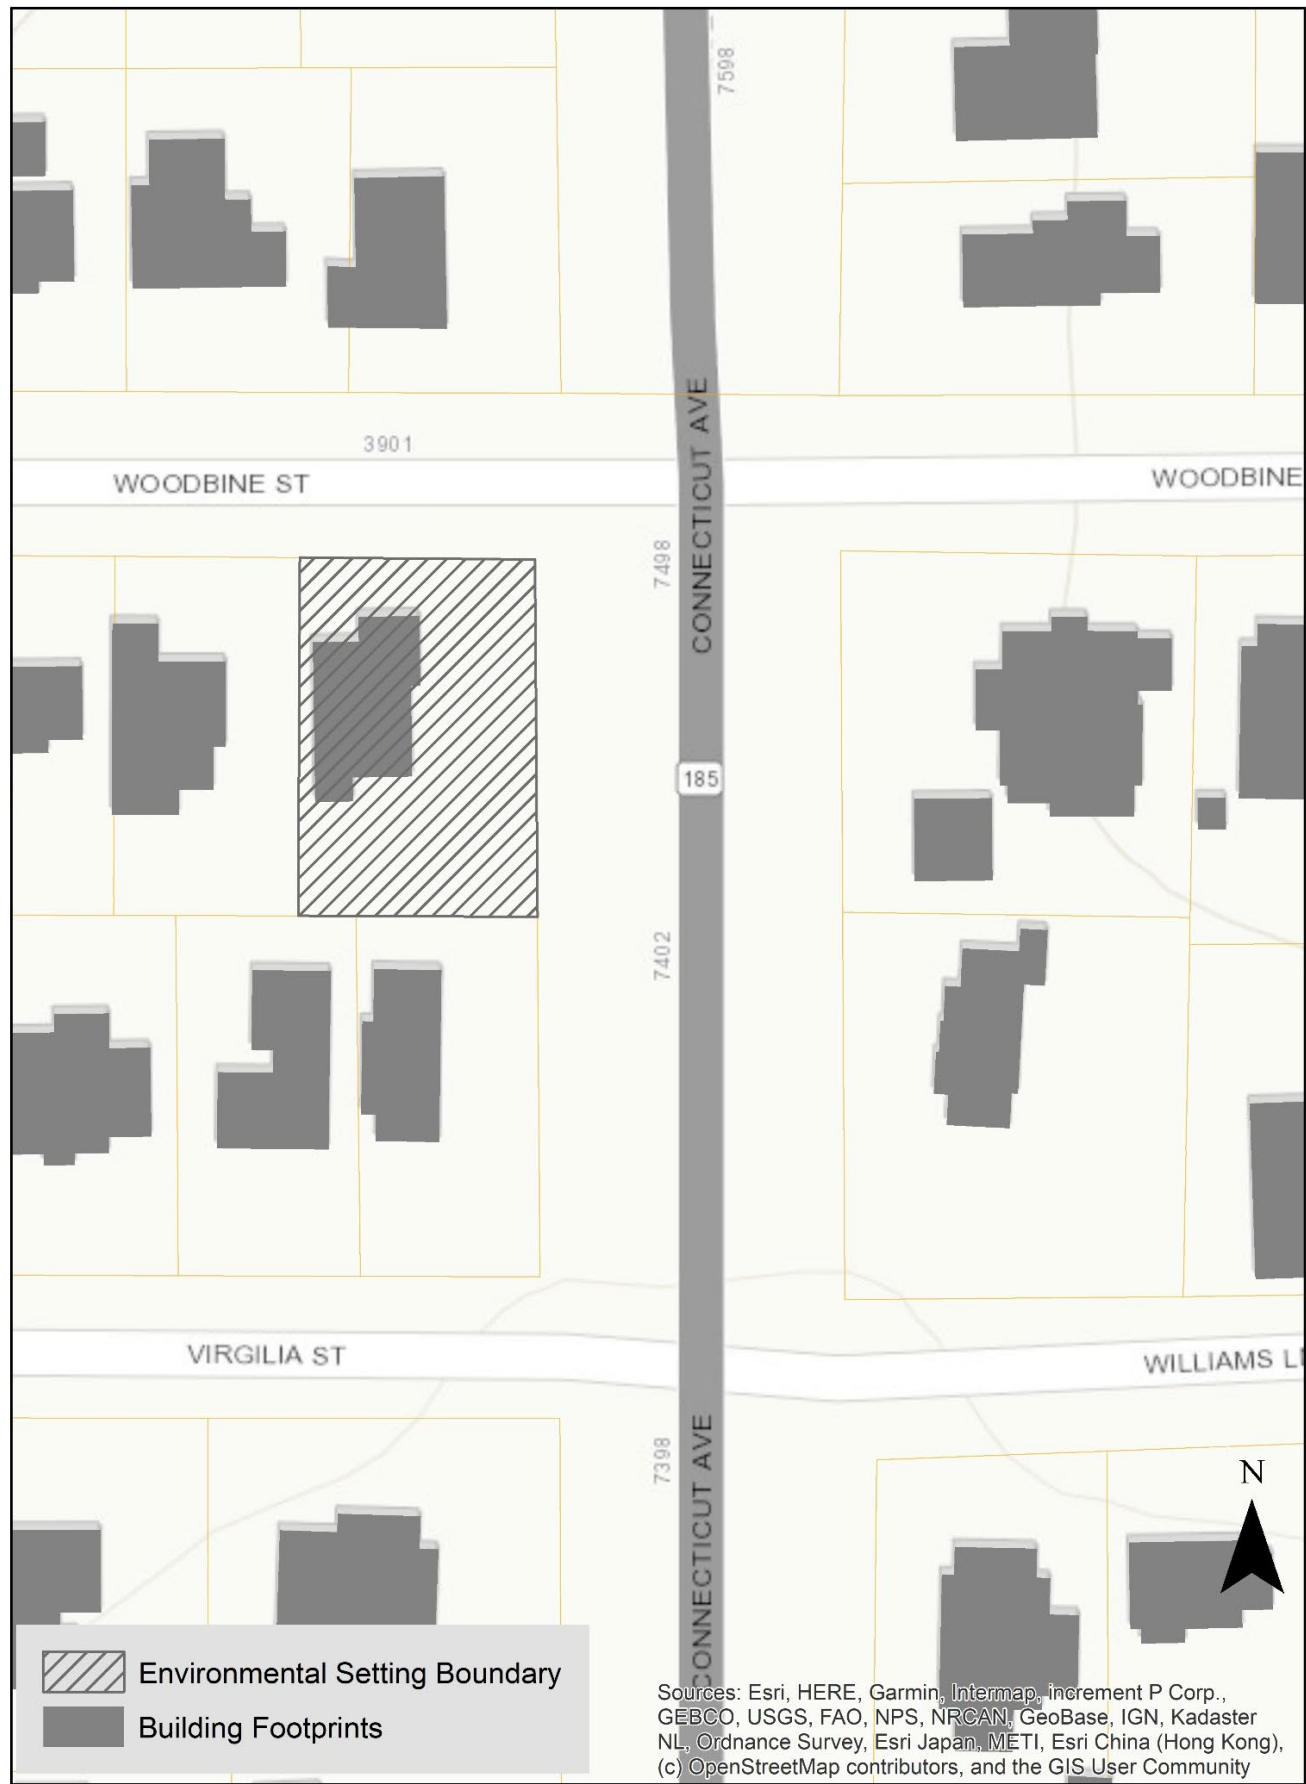 7598
CONNECTICUT AVE
3901
WOODBINE ST
WOODBINE
7498
185
7402
VIRGILIA ST
WILLIAMS L
7398
CONNECTICUT AVE
N
Environmental Setting Boundary
Building Footprints
Sources: Esri, HERE, Garmin, Intermap, increment P Corp.,
GEBCO, USGS, FAO, NPS, NRCAN, GeoBase, IGN, Kadaster
NL, Ordnance Survey, Esri Japan, METI, Esri China (Hong Kong),
(c) OpenStreetMap contributors, and the GIS User Community